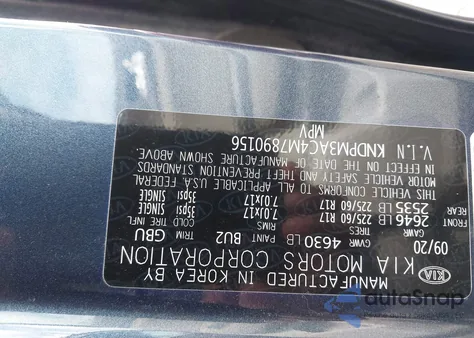 KIA
MANUFACTURED IN KOREA BY
KIA MOTORS CORPORATION
09/20 GVWR 4630 LB PAINT BU2 TRIM GBU
GAWR TIRES RIMS COLD TIRE INFL
FRONT 2546 LB 225/60 R17 7.0X17 35psi SINGLE
REAR 2535 LB 225/60 R17 7.0X17 35psi SINGLE
THIS VEHICLE CONFORMS TO ALL APPLICABLE U.S.A. FEDERAL
MOTOR VEHICLE SAFETY AND THEFT PREVENTION STANDARDS
IN EFFECT ON THE DATE OF MANUFACTURE SHOWN ABOVE.
V.I.N KNDPM3AC4M7890156
MPV
autoSnap